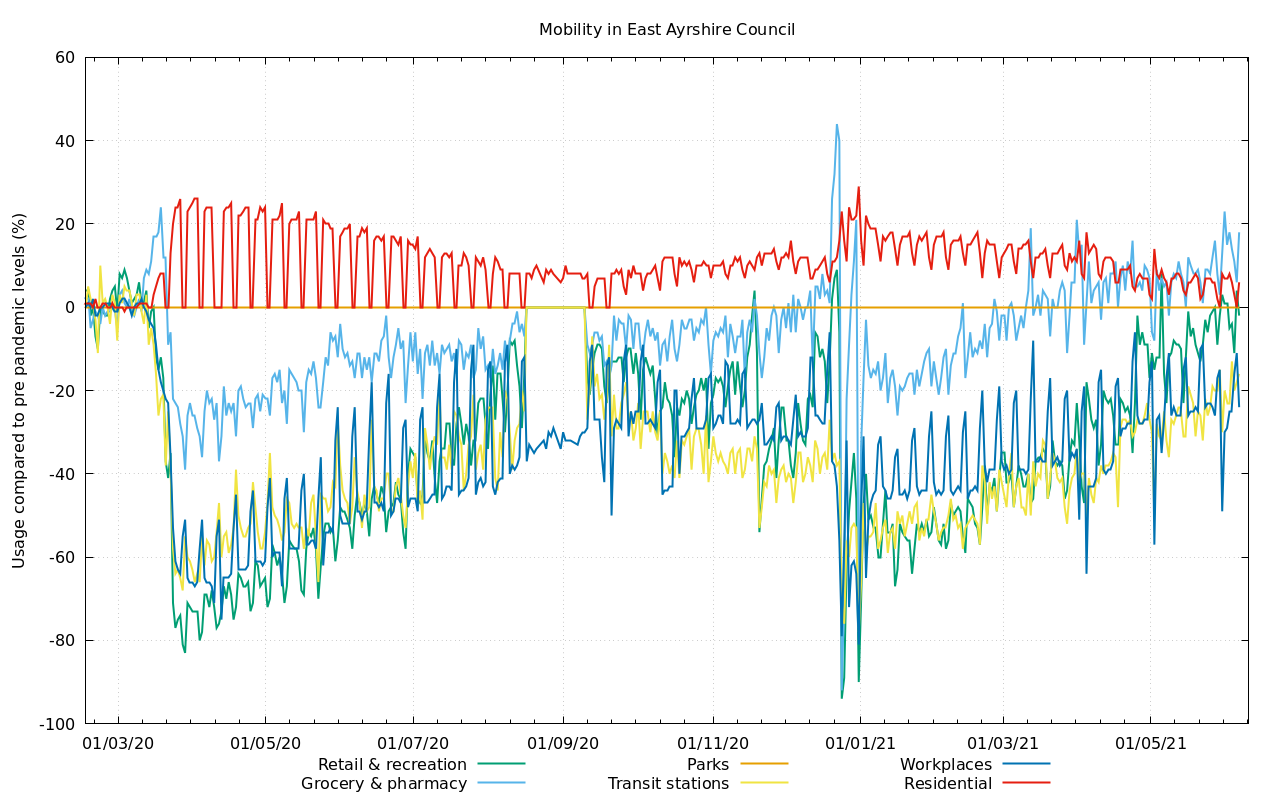 Mobility in East Ayrshire Council
Usage compared to pre pandemic levels (%)
60
40
20
0
-20
-40
-60
-80
-100
01/03/20 01/05/20 01/07/20 01/09/20 01/11/20 01/01/21 01/03/21 01/05/21
Retail & recreation Parks Workplaces
Grocery & pharmacy Transit stations Residential